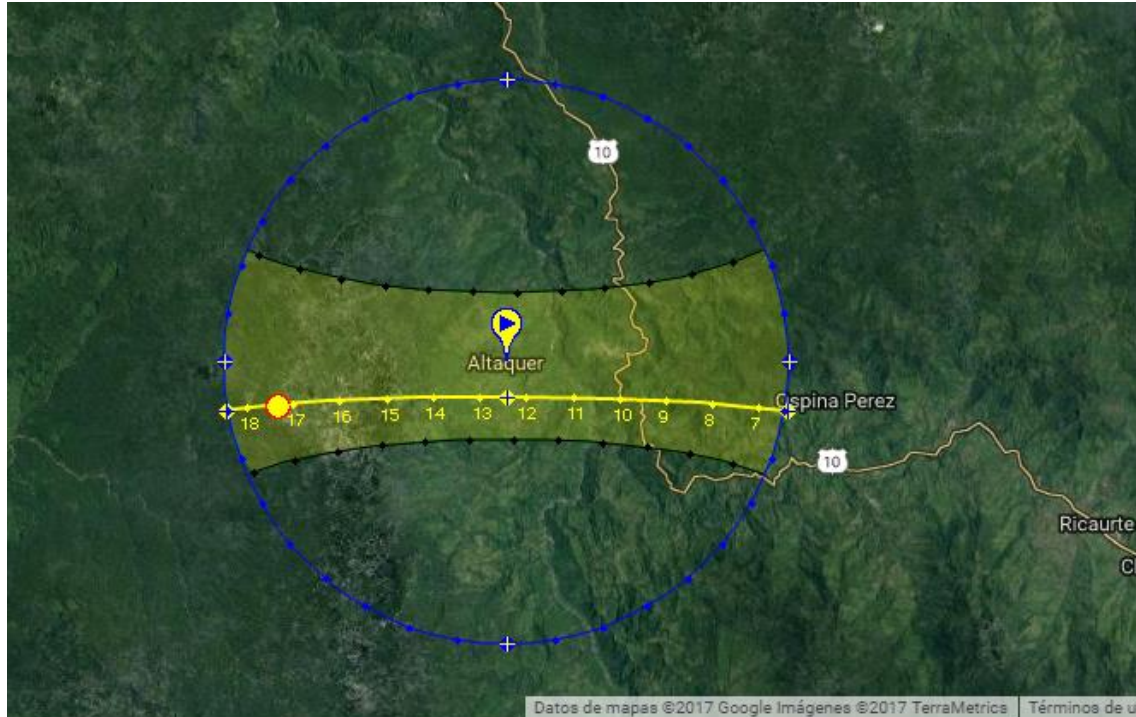 10
Altaquer
18 17 16 15 14 13 12 11 10 9 8 7
Ospina Perez
10
Ricaurte
Datos de mapas ©2017 Google Imágenes ©2017 TerraMetrics
Términos de u